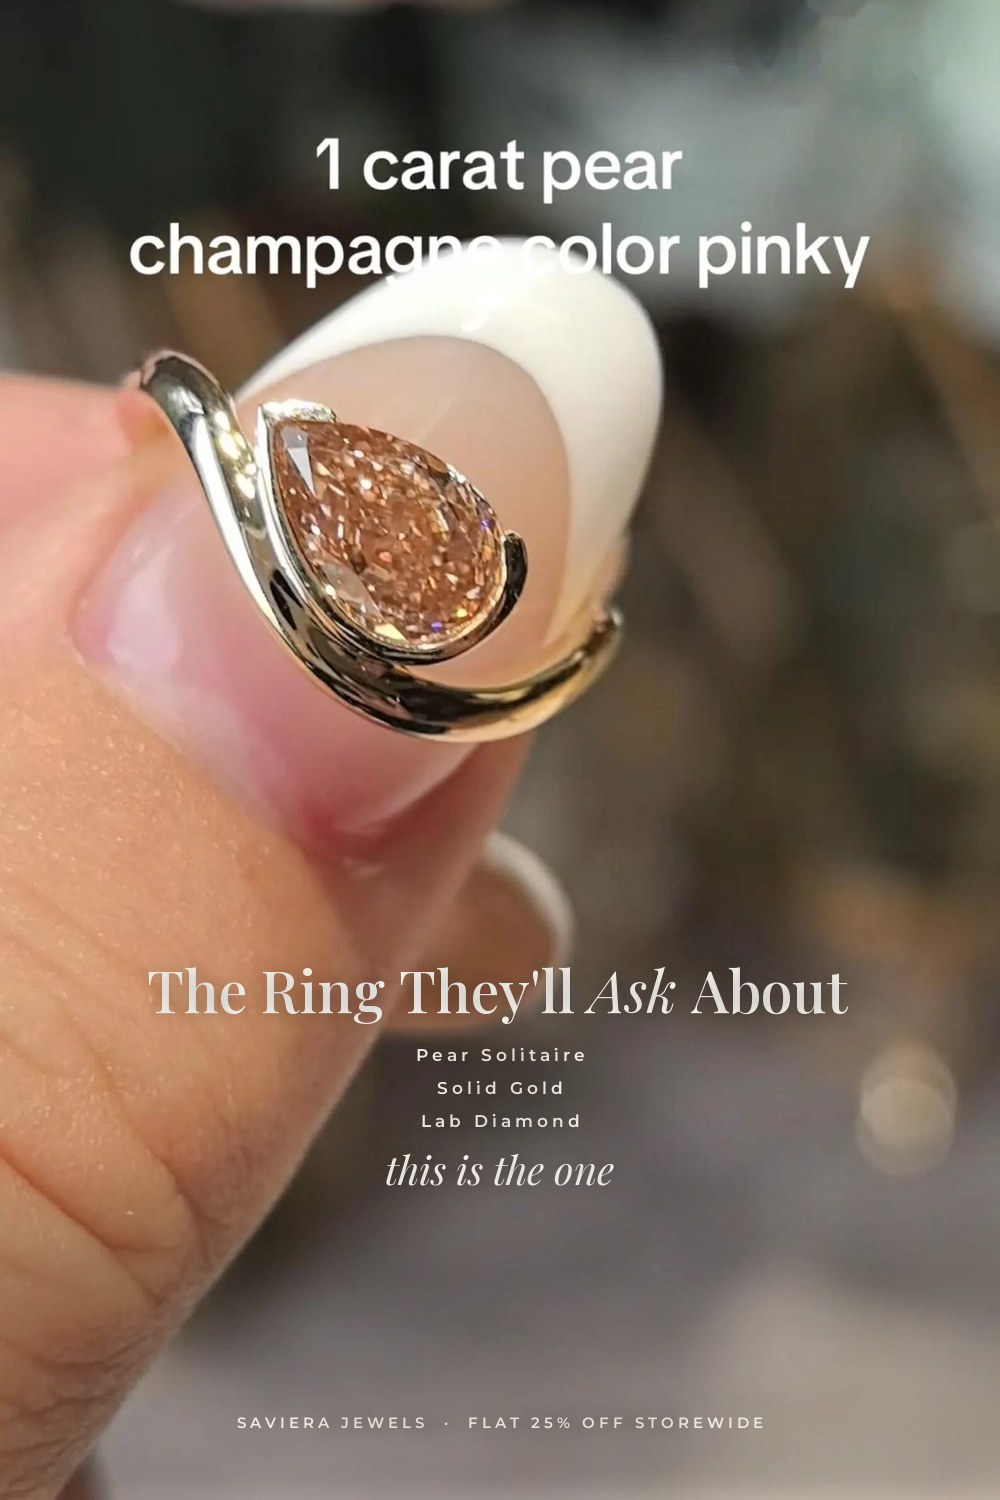 1 carat pear
champagne color pinky
The Ring They'll Ask About
Pear Solitaire
Solid Gold
Lab Diamond
this is the one
SAVIERA JEWELS · FLAT 25% OFF STOREWIDE